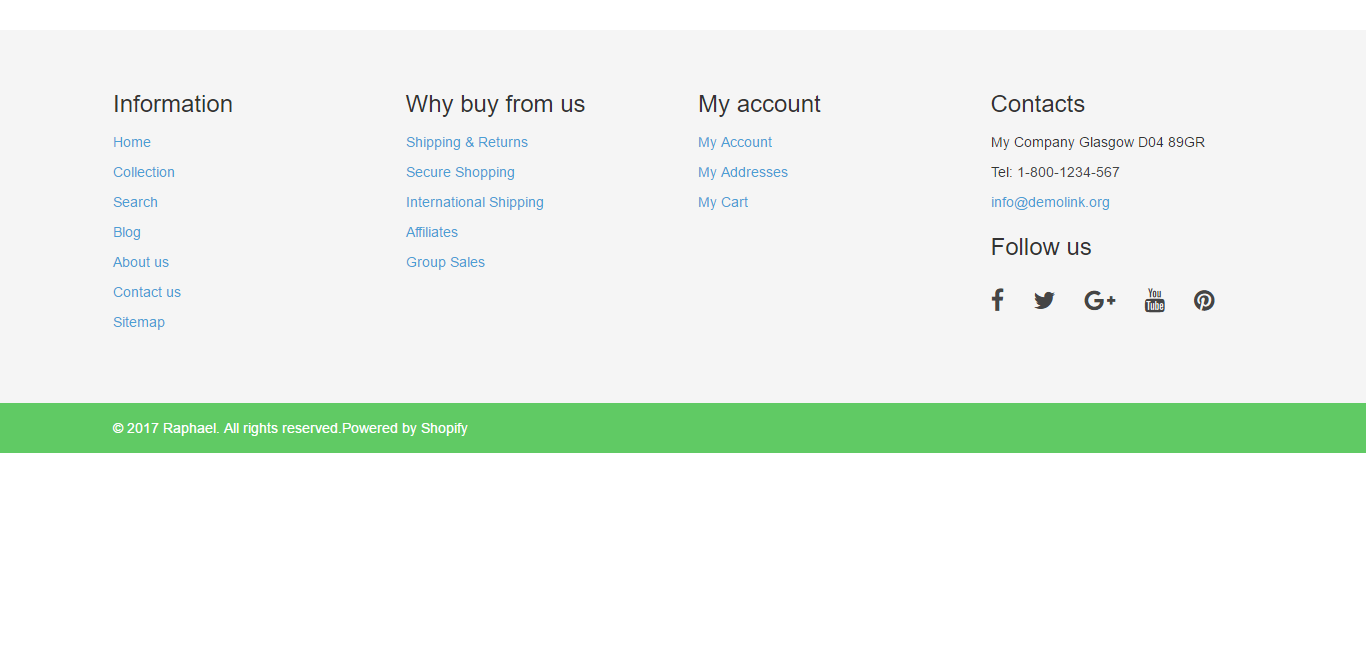 Information
Home
Collection
Search
Blog
About us
Contact us
Sitemap
Why buy from us
Shipping & Returns
Secure Shopping
International Shipping
Affiliates
Group Sales
My account
My Account
My Addresses
My Cart
Contacts
My Company Glasgow D04 89GR
Tel: 1-800-1234-567
info@demolink.org
Follow us
You
Tube
© 2017 Raphael. All rights reserved.Powered by Shopify